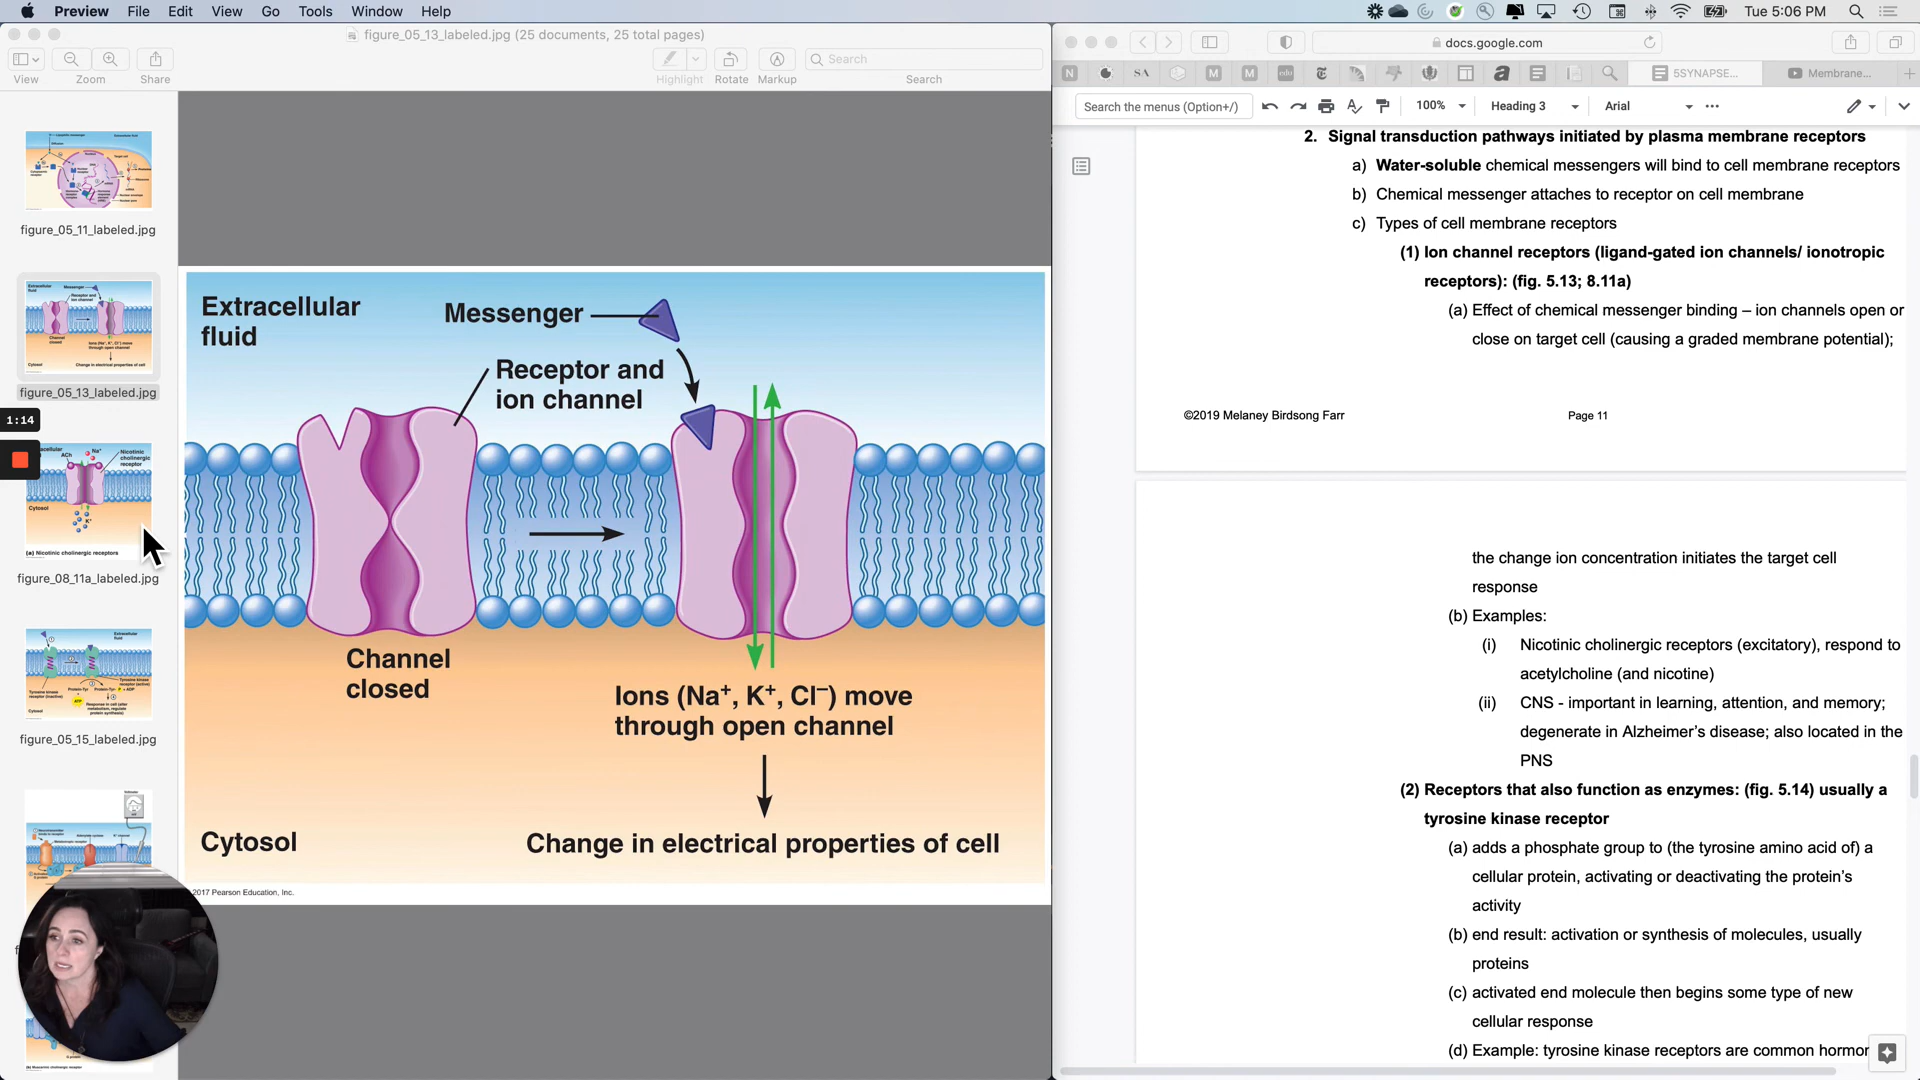 Preview File Edit View Go Tools Window Help
Tue 5:06 PM
figure_05_13_labeled.jpg (25 documents, 25 total pages)
View Zoom Share
Highlight Rotate Markup Search
Search
docs.google.com
SA
5SYNAPSE...
Membrane...
Search the menus (Option+/)
100%
Heading 3
Arial
figure_05_11_labeled.jpg
figure_05_13_labeled.jpg
1:14
figure_08_11a_labeled.jpg
figure_05_15_labeled.jpg
(a) Nicotinic cholinergic receptors
Extracellular
fluid
Messenger
Receptor and
ion channel
Channel
closed
Ions (Na⁺, K⁺, Cl⁻) move
through open channel
Change in electrical properties of cell
Cytosol
2017 Pearson Education, Inc.
2. Signal transduction pathways initiated by plasma membrane receptors
a) Water-soluble chemical messengers will bind to cell membrane receptors
b) Chemical messenger attaches to receptor on cell membrane
c) Types of cell membrane receptors
(1) Ion channel receptors (ligand-gated ion channels/ ionotropic
receptors): (fig. 5.13; 8.11a)
(a) Effect of chemical messenger binding – ion channels open or
close on target cell (causing a graded membrane potential);
©2019 Melaney Birdsong Farr
Page 11
the change ion concentration initiates the target cell
response
(b) Examples:
(i) Nicotinic cholinergic receptors (excitatory), respond to
acetylcholine (and nicotine)
(ii) CNS - important in learning, attention, and memory;
degenerate in Alzheimer's disease; also located in the
PNS
(2) Receptors that also function as enzymes: (fig. 5.14) usually a
tyrosine kinase receptor
(a) adds a phosphate group to (the tyrosine amino acid of) a
cellular protein, activating or deactivating the protein's
activity
(b) end result: activation or synthesis of molecules, usually
proteins
(c) activated end molecule then begins some type of new
cellular response
(d) Example: tyrosine kinase receptors are common hormor